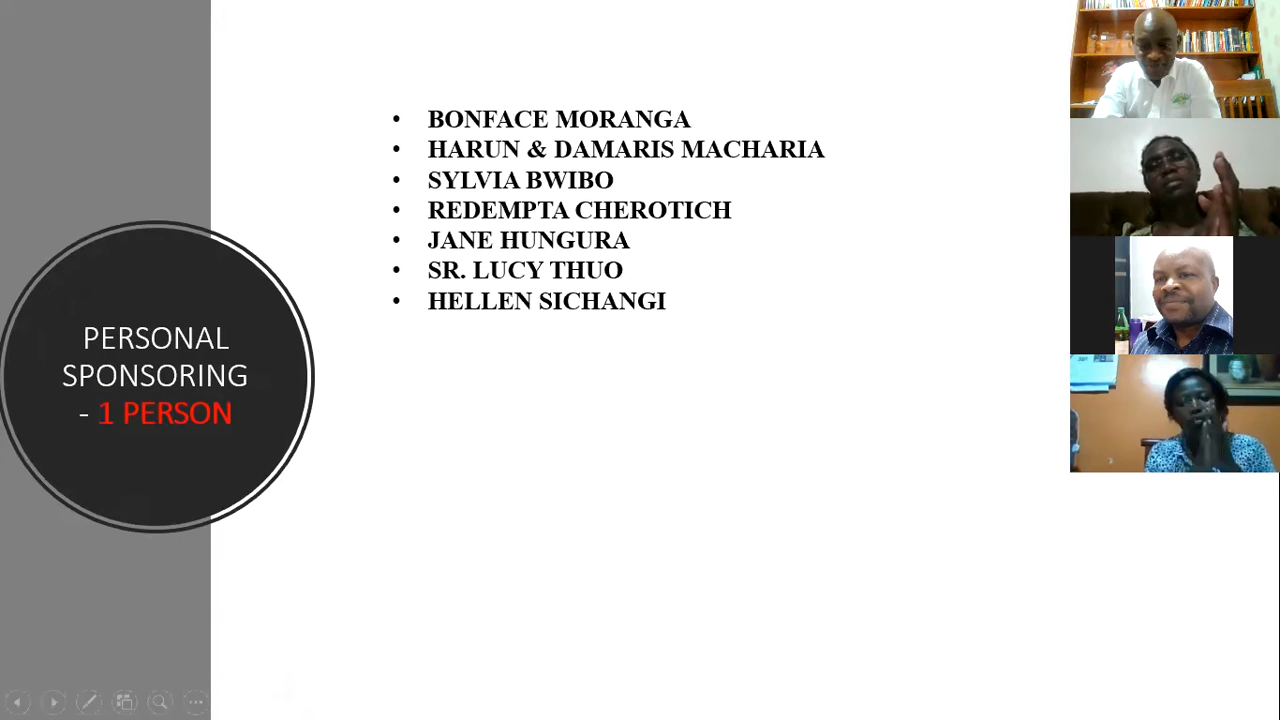 PERSONAL
SPONSORING
- 1 PERSON
• BONFACE MORANGA
• HARUN & DAMARIS MACHARIA
• SYLVIA BWIBO
• REDEMPTA CHEROTICH
• JANE HUNGURA
• SR. LUCY THUO
• HELLEN SICHANGI